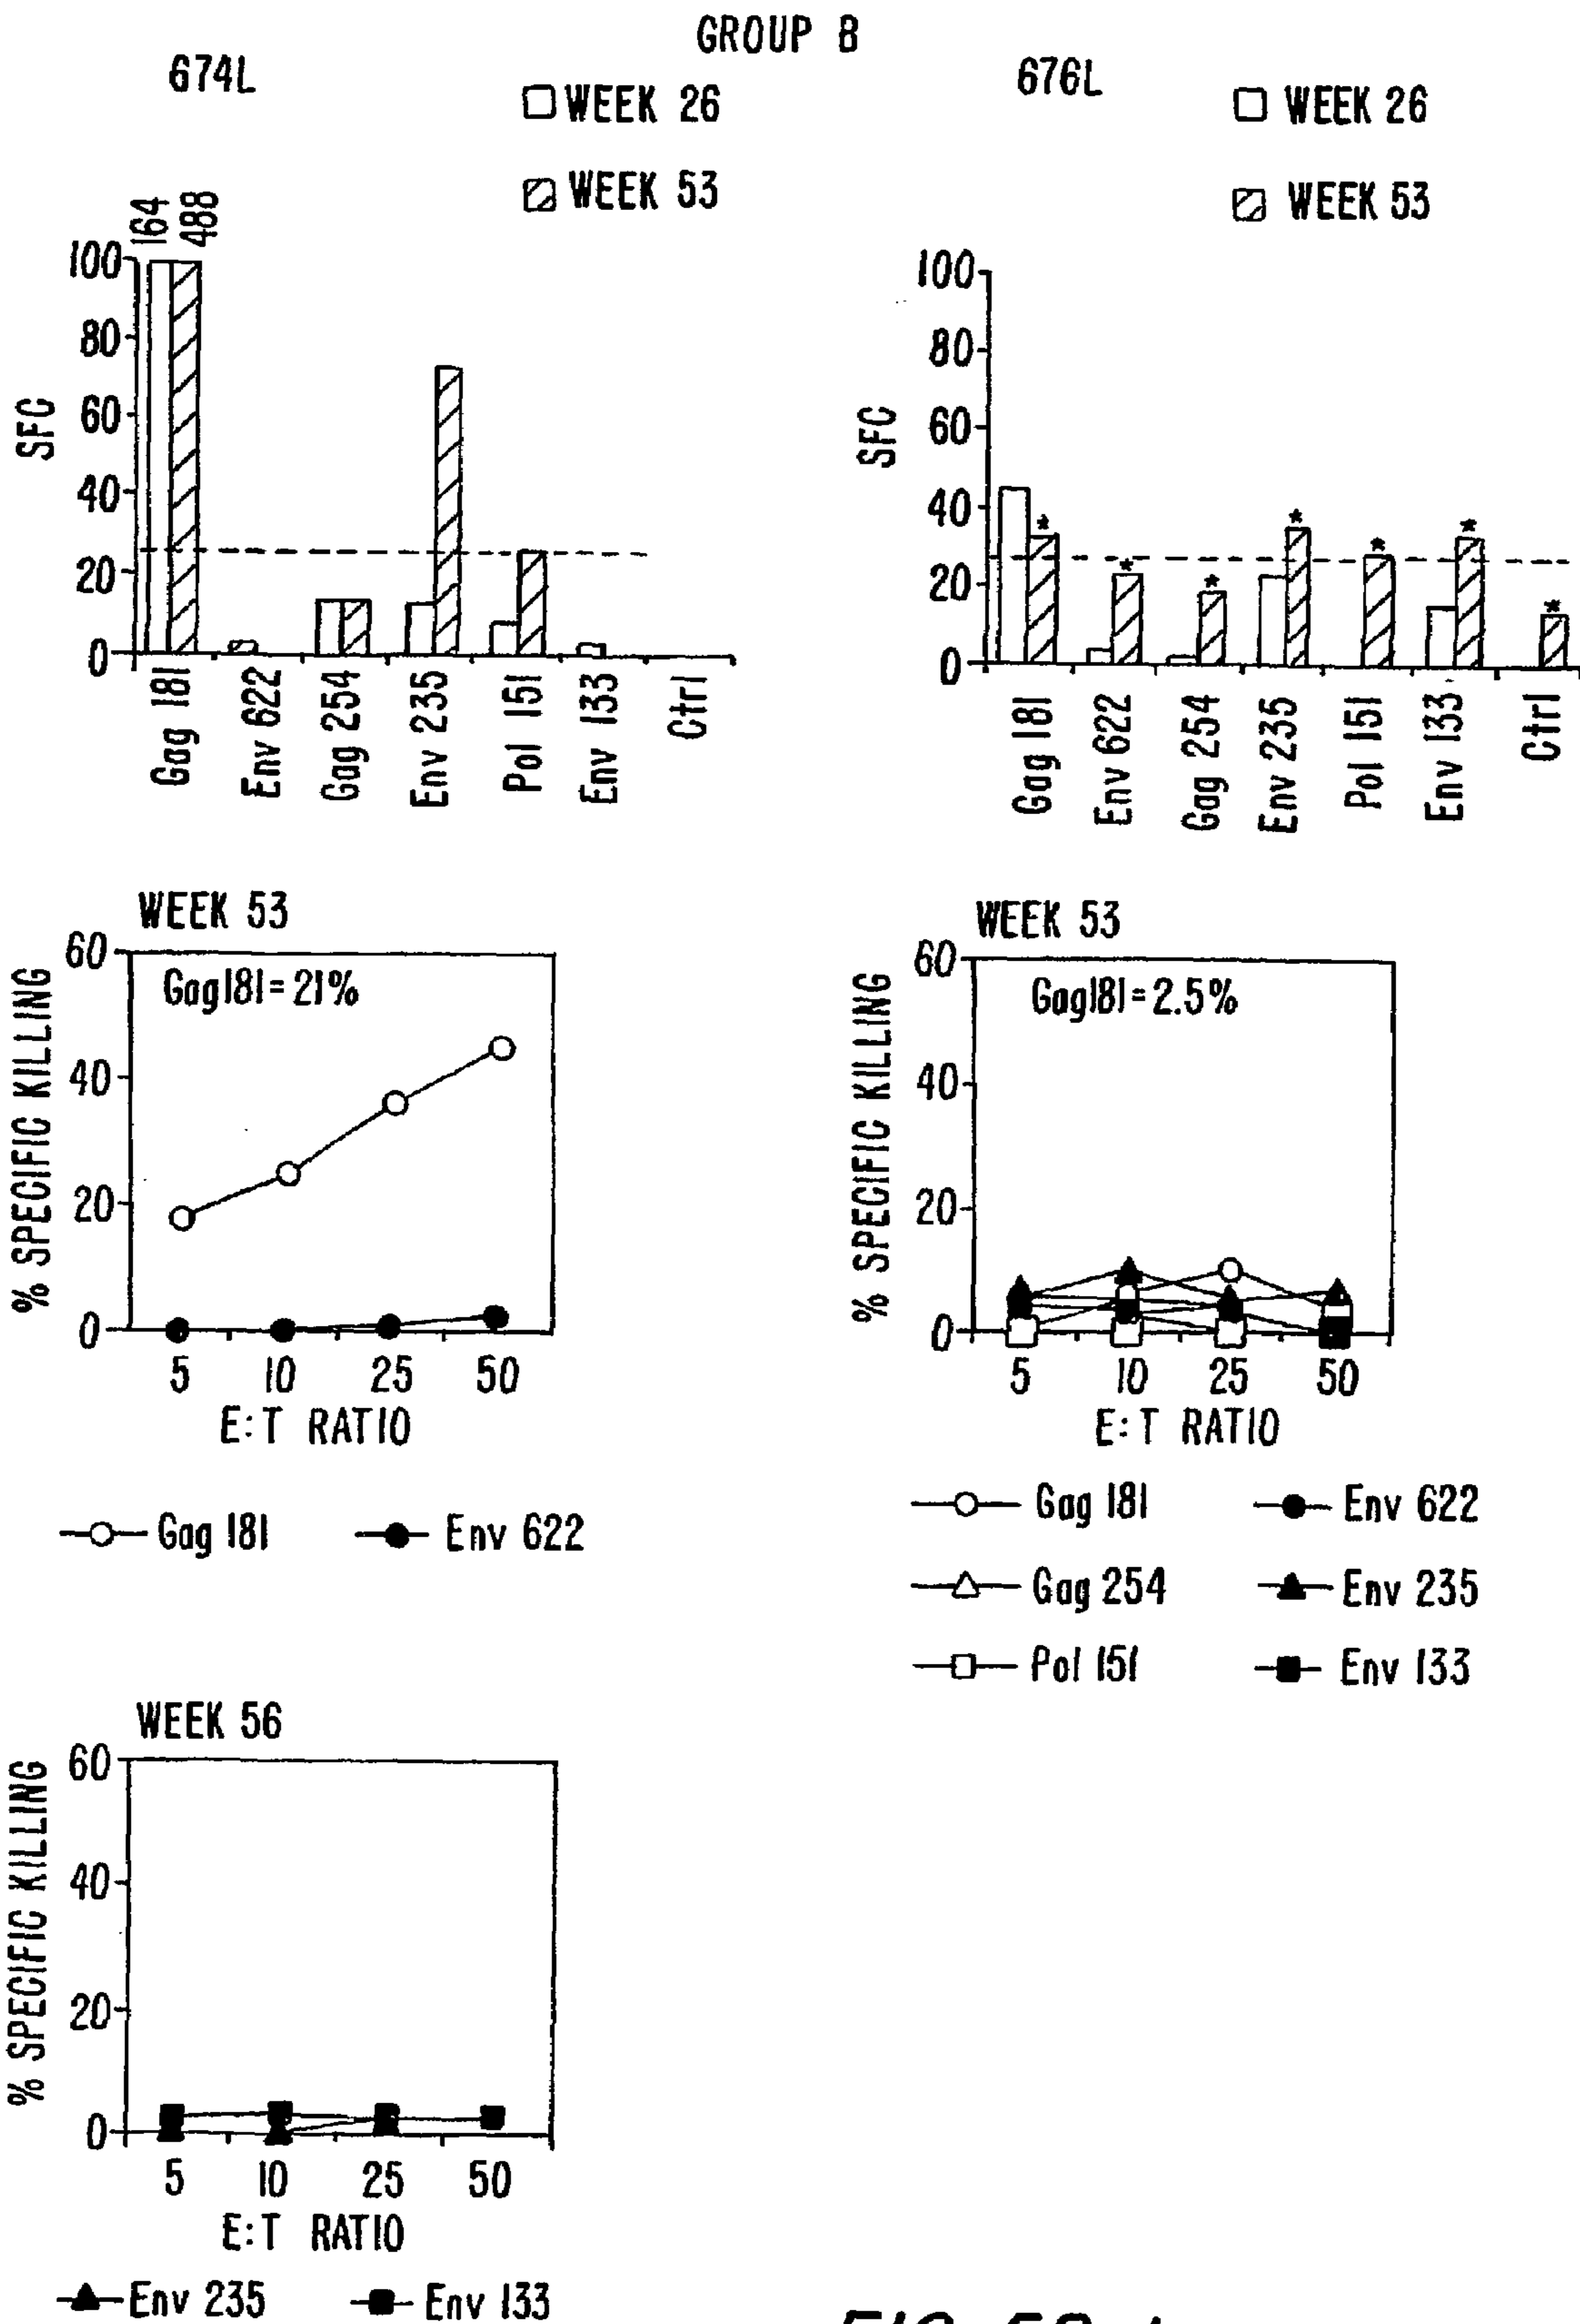 GROUP 8
674L
WEEK 26
WEEK 53
164
488
100
80
60
40
20
0
SFC
Gag 181
Env 622
Gag 254
Env 235
Pol 151
Env 133
Ctrl
676L
WEEK 26
WEEK 53
100
80
60
40
20
0
SFC
*
*
*
*
*
*
*
Gag 181
Env 622
Gag 254
Env 235
Pol 151
Env 133
Ctrl
WEEK 53
Gag181=21%
60
40
20
0
% SPECIFIC KILLING
5 10 25 50
E:T RATIO
Gag 181 Env 622
WEEK 53
Gag181=2.5%
60
40
20
0
% SPECIFIC KILLING
5 10 25 50
E:T RATIO
Gag 181 Env 622
Gag 254 Env 235
Pol 151 Env 133
WEEK 56
60
40
20
0
% SPECIFIC KILLING
5 10 25 50
E:T RATIO
Env 235 Env 133